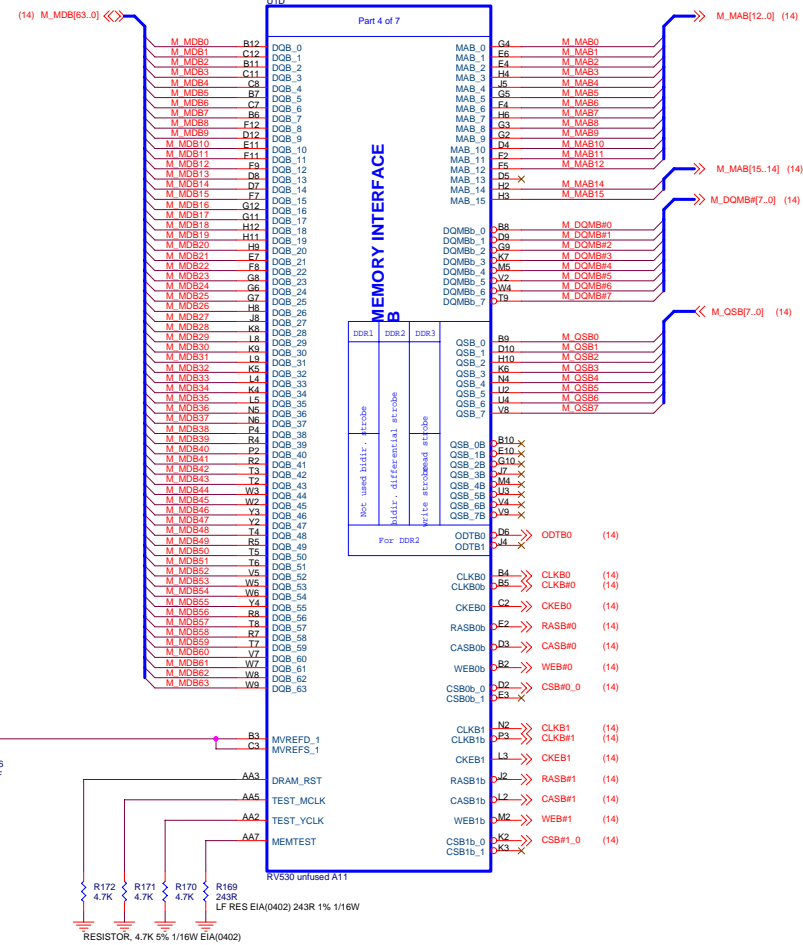 U1D
(14) M_MDB[63..0]
Part 4 of 7
M_MAB[12..0] (14)
M_MDB0 B12 DQB_0
M_MDB1 C12 DQB_1
M_MDB2 B11 DQB_2
M_MDB3 C11 DQB_3
M_MDB4 C8 DQB_4
M_MDB5 B7 DQB_5
M_MDB6 C7 DQB_6
M_MDB7 B6 DQB_7
M_MDB8 F12 DQB_8
M_MDB9 D12 DQB_9
M_MDB10 E11 DQB_10
M_MDB11 F11 DQB_11
M_MDB12 F9 DQB_12
M_MDB13 D8 DQB_13
M_MDB14 D7 DQB_14
M_MDB15 F7 DQB_15
M_MDB16 G12 DQB_16
M_MDB17 G11 DQB_17
M_MDB18 H12 DQB_18
M_MDB19 H11 DQB_19
M_MDB20 H9 DQB_20
M_MDB21 E7 DQB_21
M_MDB22 F8 DQB_22
M_MDB23 G8 DQB_23
M_MDB24 G6 DQB_24
M_MDB25 G7 DQB_25
M_MDB26 H8 DQB_26
M_MDB27 J8 DQB_27
M_MDB28 K8 DQB_28
M_MDB29 L8 DQB_29
M_MDB30 K9 DQB_30
M_MDB31 L9 DQB_31
M_MDB32 K5 DQB_32
M_MDB33 L4 DQB_33
M_MDB34 K4 DQB_34
M_MDB35 L5 DQB_35
M_MDB36 N5 DQB_36
M_MDB37 N6 DQB_37
M_MDB38 P4 DQB_38
M_MDB39 R4 DQB_39
M_MDB40 P2 DQB_40
M_MDB41 R2 DQB_41
M_MDB42 T3 DQB_42
M_MDB43 T2 DQB_43
M_MDB44 W3 DQB_44
M_MDB45 W2 DQB_45
M_MDB46 Y3 DQB_46
M_MDB47 Y2 DQB_47
M_MDB48 T4 DQB_48
M_MDB49 R5 DQB_49
M_MDB50 T5 DQB_50
M_MDB51 T6 DQB_51
M_MDB52 V5 DQB_52
M_MDB53 W5 DQB_53
M_MDB54 W6 DQB_54
M_MDB55 Y4 DQB_55
M_MDB56 R8 DQB_56
M_MDB57 T8 DQB_57
M_MDB58 R7 DQB_58
M_MDB59 T7 DQB_59
M_MDB60 V7 DQB_60
M_MDB61 W7 DQB_61
M_MDB62 W8 DQB_62
M_MDB63 W9 DQB_63
B3 MVREFD_1
C3 MVREFS_1
AA3 DRAM_RST
AA5 TEST_MCLK
AA2 TEST_YCLK
AA7 MEMTEST
MEMORY INTERFACE
B
DDR1 DDR2 DDR3
Not used bidir. strobe
bidir. differential strobe
write strobe read strobe
For DDR2
MAB_0 G4 M_MAB0
MAB_1 E6 M_MAB1
MAB_2 E4 M_MAB2
MAB_3 H4 M_MAB3
MAB_4 J5 M_MAB4
MAB_5 G5 M_MAB5
MAB_6 F4 M_MAB6
MAB_7 H6 M_MAB7
MAB_8 G3 M_MAB8
MAB_9 G2 M_MAB9
MAB_10 D4 M_MAB10
MAB_11 F2 M_MAB11
MAB_12 F5 M_MAB12
MAB_13 D5
MAB_14 H2 M_MAB14
MAB_15 H3 M_MAB15
M_MAB[15..14] (14)
M_DQMB#[7..0] (14)
DQMBb_0 B8 M_DQMB#0
DQMBb_1 D9 M_DQMB#1
DQMBb_2 G9 M_DQMB#2
DQMBb_3 K7 M_DQMB#3
DQMBb_4 M5 M_DQMB#4
DQMBb_5 V2 M_DQMB#5
DQMBb_6 W4 M_DQMB#6
DQMBb_7 T9 M_DQMB#7
M_QSB[7..0] (14)
QSB_0 B9 M_QSB0
QSB_1 D10 M_QSB1
QSB_2 H10 M_QSB2
QSB_3 K6 M_QSB3
QSB_4 N4 M_QSB4
QSB_5 U2 M_QSB5
QSB_6 U4 M_QSB6
QSB_7 V8 M_QSB7
QSB_0B B10
QSB_1B E10
QSB_2B G10
QSB_3B J7
QSB_4B M4
QSB_5B U3
QSB_6B V4
QSB_7B V9
ODTB0 D6 ODTB0 (14)
ODTB1 J4
CLKB0 B4 CLKB0 (14)
CLKB0b B5 CLKB#0 (14)
CKEB0 C2 CKEB0 (14)
RASB0b E2 RASB#0 (14)
CASB0b D3 CASB#0 (14)
WEB0b B2 WEB#0 (14)
CSB0b_0 D2 CSB#0_0 (14)
CSB0b_1 E3
CLKB1 N2 CLKB1 (14)
CLKB1b P3 CLKB#1 (14)
CKEB1 L3 CKEB1 (14)
RASB1b J2 RASB#1 (14)
CASB1b L2 CASB#1 (14)
WEB1b M2 WEB#1 (14)
CSB1b_0 K2 CSB#1_0 (14)
CSB1b_1 K3
RV530 unfused A11
R172 R171 R170 R169
4.7K 4.7K 4.7K 243R
LF RES EIA(0402) 243R 1% 1/16W
RESISTOR, 4.7K 5% 1/16W EIA(0402)